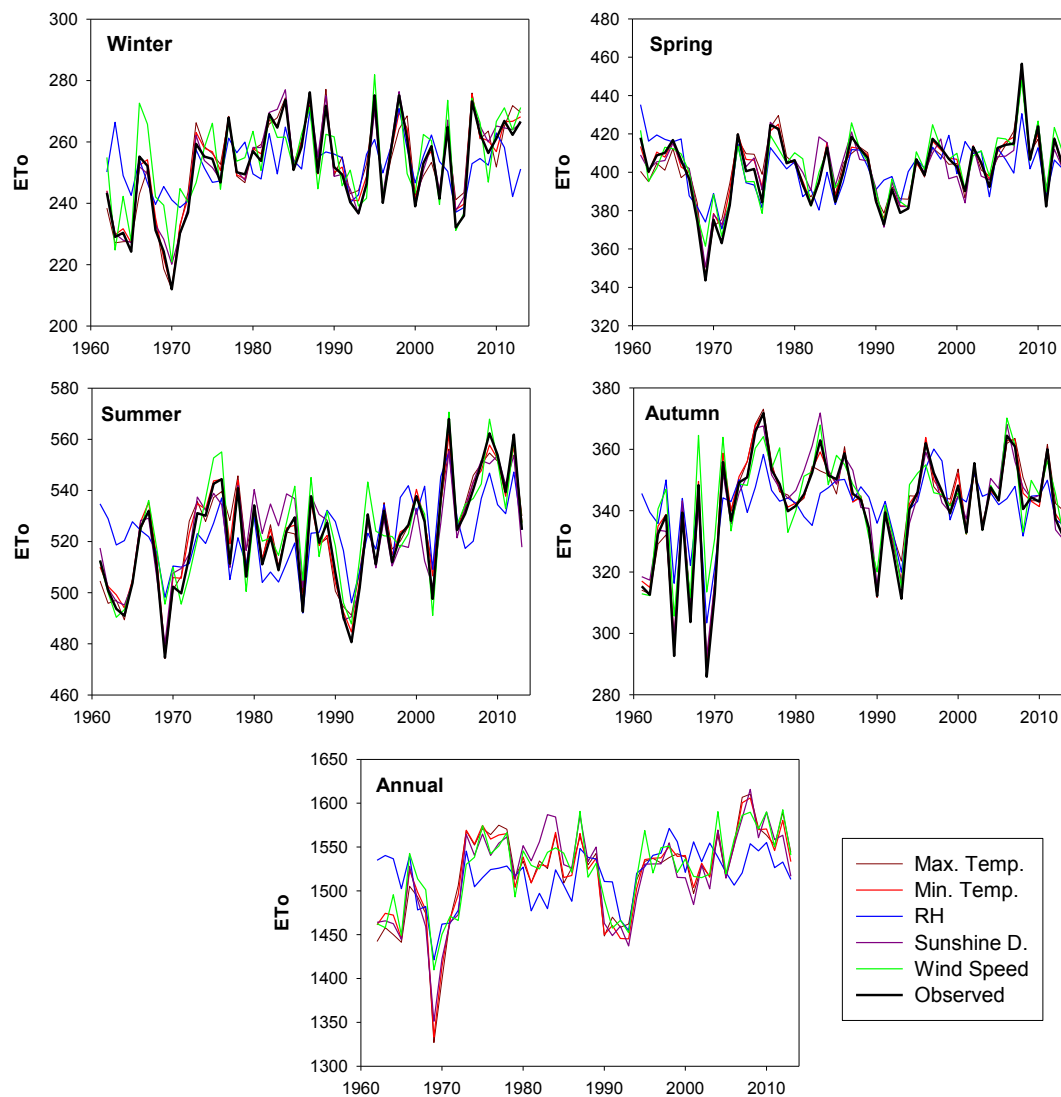 Winter
ETo
300
280
260
240
220
200
1960 1970 1980 1990 2000 2010
Spring
ETo
480
460
440
420
400
380
360
340
320
1960 1970 1980 1990 2000 2010
Summer
ETo
580
560
540
520
500
480
460
1960 1970 1980 1990 2000 2010
Autumn
ETo
380
360
340
320
300
280
1960 1970 1980 1990 2000 2010
Annual
ETo
1650
1600
1550
1500
1450
1400
1350
1300
1960 1970 1980 1990 2000 2010
Max. Temp.
Min. Temp.
RH
Sunshine D.
Wind Speed
Observed